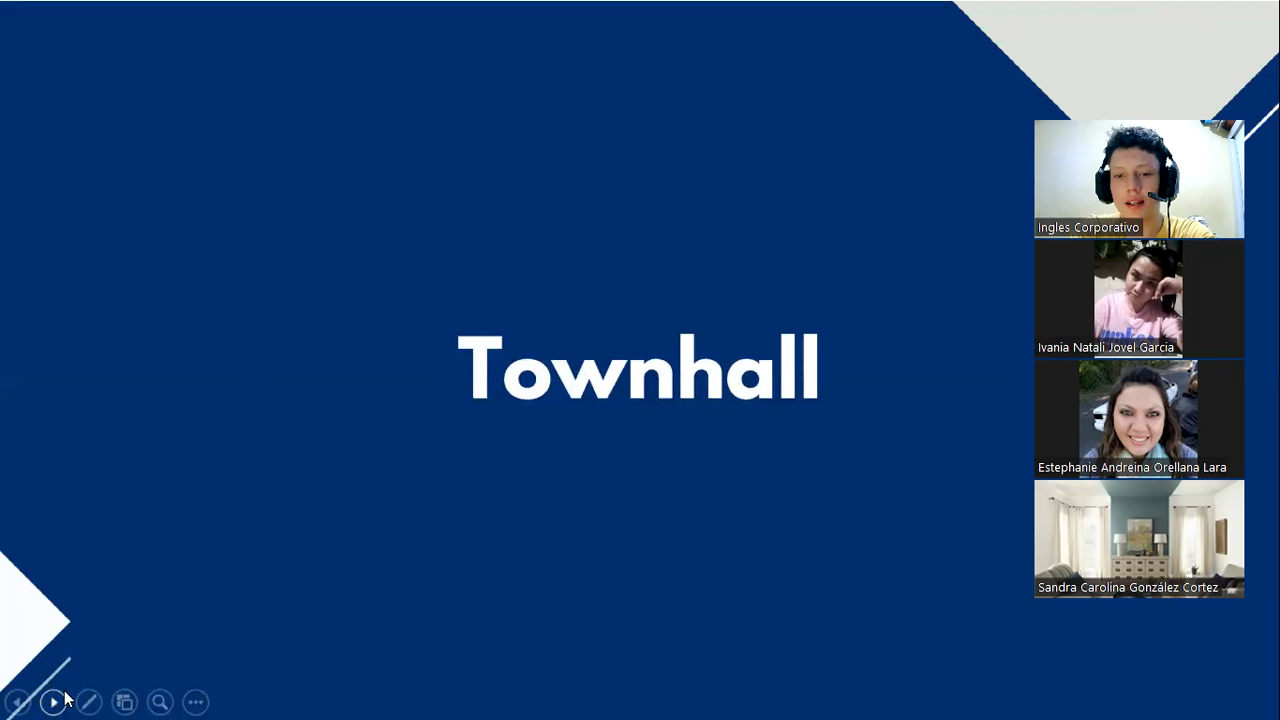 Townhall
Ingles Corporativo
Ivania Natali Jovel Garcia
Estephanie Andreina Orellana Lara
Sandra Carolina González Cortez